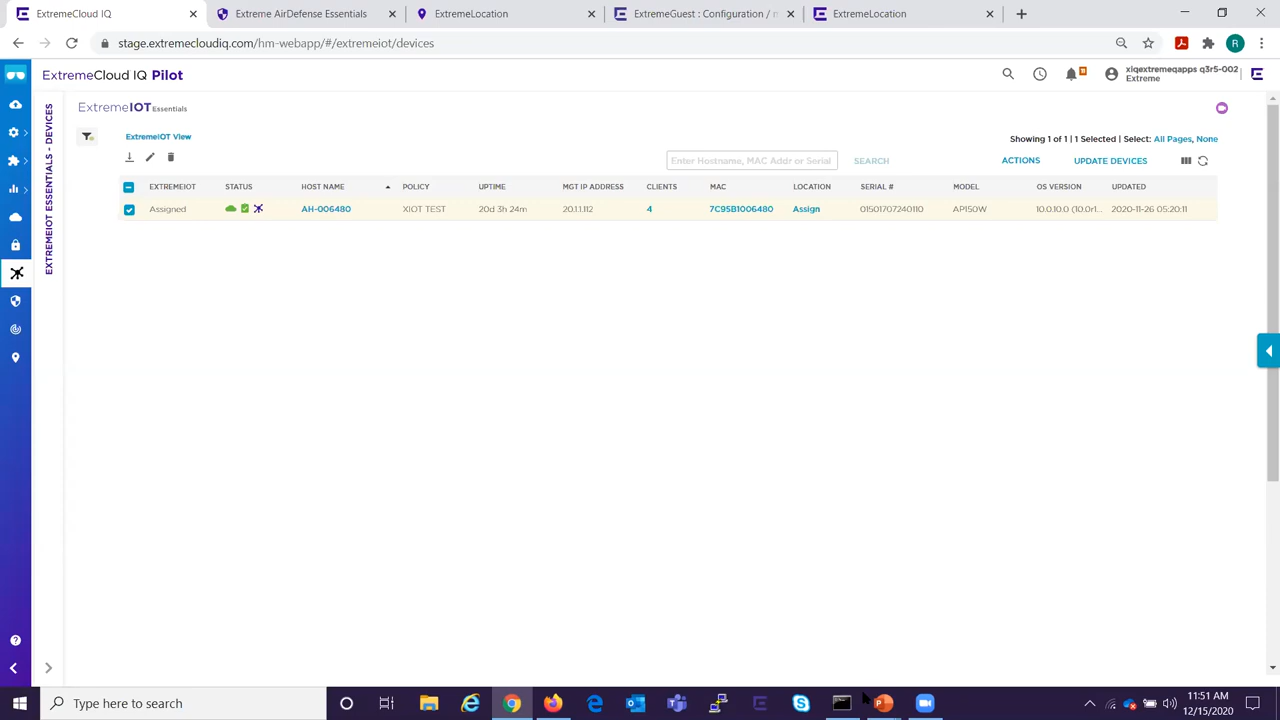 ExtremeCloud IQ
Extreme AirDefense Essentials
ExtremeLocation
ExtremeGuest : Configuration / m
ExtremeLocation
stage.extremecloudiq.com/hm-webapp/#/extremeiot/devices
R
ExtremeCloud IQ Pilot
xiqextremeqapps q3r5-002
Extreme
EXTREMEIOT ESSENTIALS - DEVICES
ExtremeIOT Essentials
ExtremeIOT View
Showing 1 of 1 | 1 Selected | Select: All Pages, None
Enter Hostname, MAC Addr or Serial
SEARCH
ACTIONS
UPDATE DEVICES
EXTREMEIOT STATUS HOST NAME POLICY UPTIME MGT IP ADDRESS CLIENTS MAC LOCATION SERIAL # MODEL OS VERSION UPDATED
Assigned AH-006480 XIOT TEST 20d 3h 24m 20.1.1.112 4 7C95B1006480 Assign 01501707240110 AP150W 10.0.10.0 (10.0r1... 2020-11-26 05:20:11
Type here to search
11:51 AM
12/15/2020